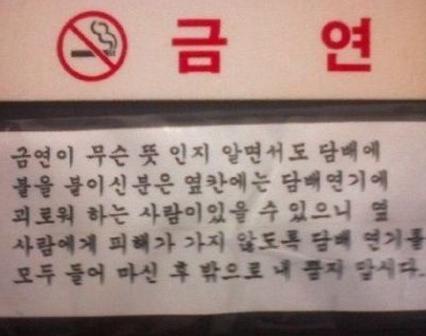 금 연
금연이 무슨 뜻 인지 알면서도 담배에
불을 붙이신분은 옆칸에는 담배연기에
괴로워 하는 사람이있을 수 있으니 옆
사람에게 피해가 가지 않도록 담배 연기를
모두 들어 마신 후 밖으로 내 뿜지 맙시다.